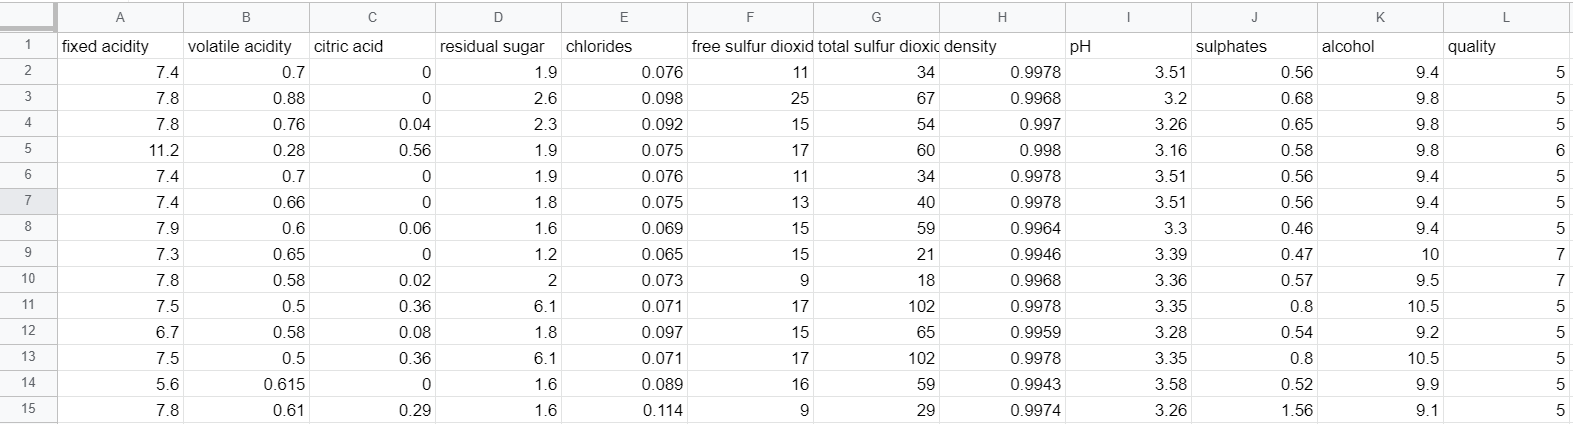 A B C D E F G H I J K L
1 fixed acidity volatile acidity citric acid residual sugar chlorides free sulfur dioxid total sulfur dioxic density pH sulphates alcohol quality
2 7.4 0.7 0 1.9 0.076 11 34 0.9978 3.51 0.56 9.4 5
3 7.8 0.88 0 2.6 0.098 25 67 0.9968 3.2 0.68 9.8 5
4 7.8 0.76 0.04 2.3 0.092 15 54 0.997 3.26 0.65 9.8 5
5 11.2 0.28 0.56 1.9 0.075 17 60 0.998 3.16 0.58 9.8 6
6 7.4 0.7 0 1.9 0.076 11 34 0.9978 3.51 0.56 9.4 5
7 7.4 0.66 0 1.8 0.075 13 40 0.9978 3.51 0.56 9.4 5
8 7.9 0.6 0.06 1.6 0.069 15 59 0.9964 3.3 0.46 9.4 5
9 7.3 0.65 0 1.2 0.065 15 21 0.9946 3.39 0.47 10 7
10 7.8 0.58 0.02 2 0.073 9 18 0.9968 3.36 0.57 9.5 7
11 7.5 0.5 0.36 6.1 0.071 17 102 0.9978 3.35 0.8 10.5 5
12 6.7 0.58 0.08 1.8 0.097 15 65 0.9959 3.28 0.54 9.2 5
13 7.5 0.5 0.36 6.1 0.071 17 102 0.9978 3.35 0.8 10.5 5
14 5.6 0.615 0 1.6 0.089 16 59 0.9943 3.58 0.52 9.9 5
15 7.8 0.61 0.29 1.6 0.114 9 29 0.9974 3.26 1.56 9.1 5